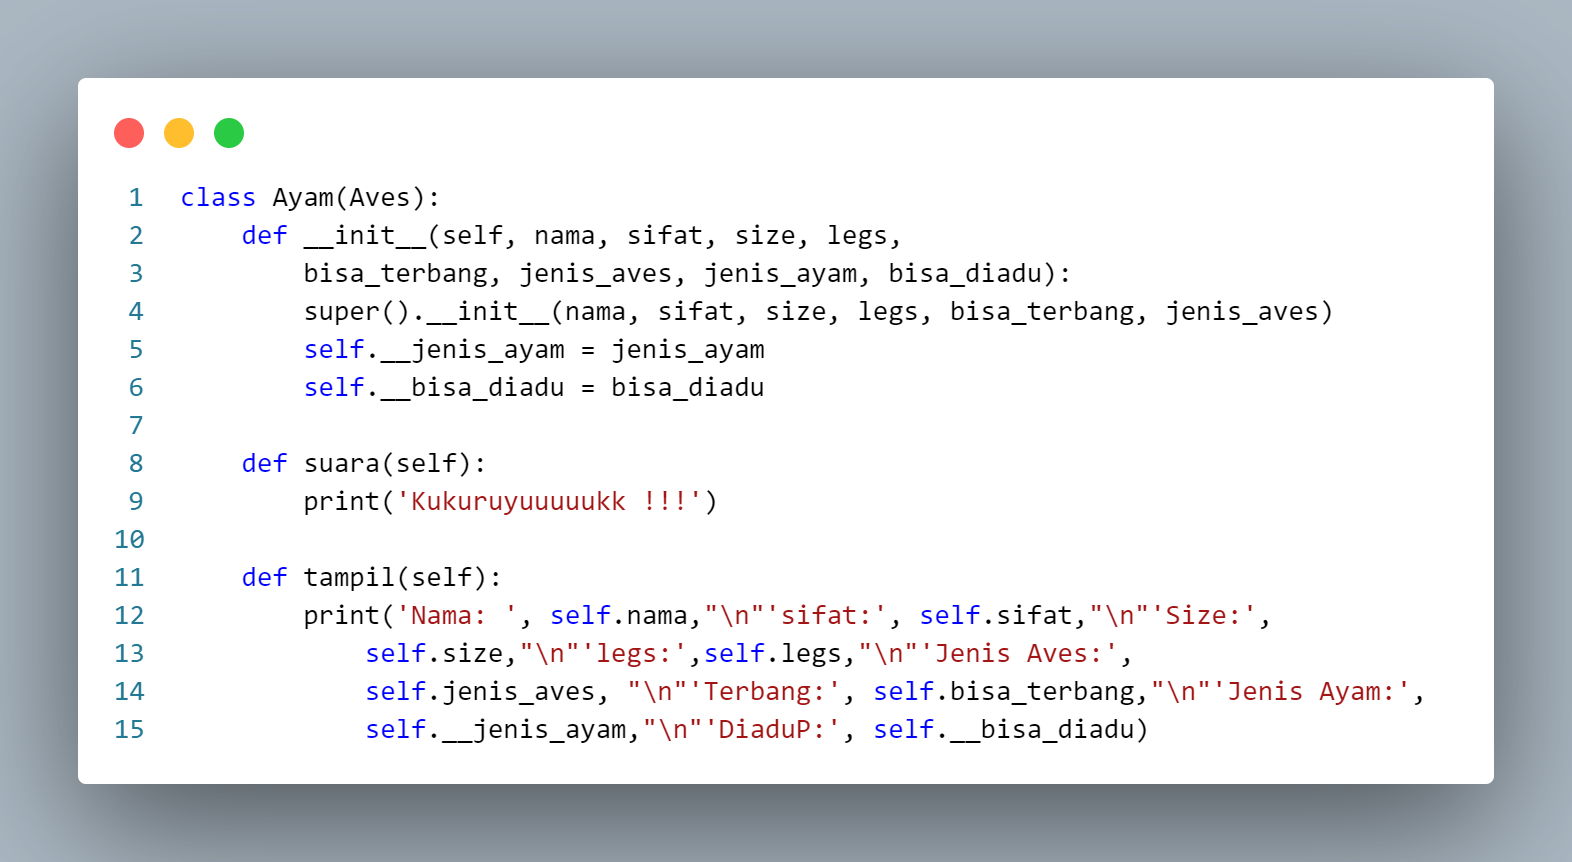 1 class Ayam(Aves):
2     def __init__(self, nama, sifat, size, legs,
3         bisa_terbang, jenis_aves, jenis_ayam, bisa_diadu):
4         super().__init__(nama, sifat, size, legs, bisa_terbang, jenis_aves)
5         self.__jenis_ayam = jenis_ayam
6         self.__bisa_diadu = bisa_diadu
7
8     def suara(self):
9         print('Kukuruyuuuuukk !!!')
10
11     def tampil(self):
12         print('Nama: ', self.nama,"\n"'sifat:', self.sifat,"\n"'Size:',
13             self.size,"\n"'legs:',self.legs,"\n"'Jenis Aves:',
14             self.jenis_aves, "\n"'Terbang:', self.bisa_terbang,"\n"'Jenis Ayam:',
15             self.__jenis_ayam,"\n"'DiaduP:', self.__bisa_diadu)